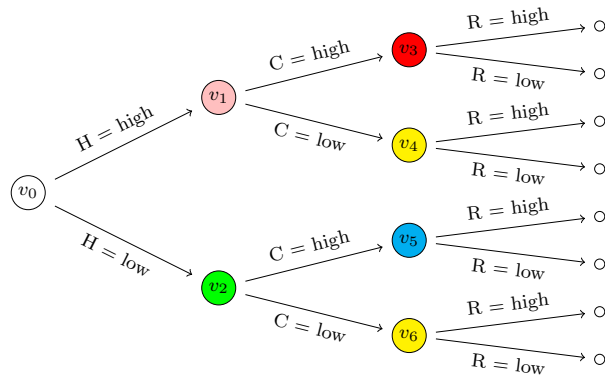 R = high
v3
C = high
R = low
v1
H = high
R = high
C = low
v4
R = low
v0
R = high
C = high
v5
H = low
R = low
v2
R = high
C = low
v6
R = low